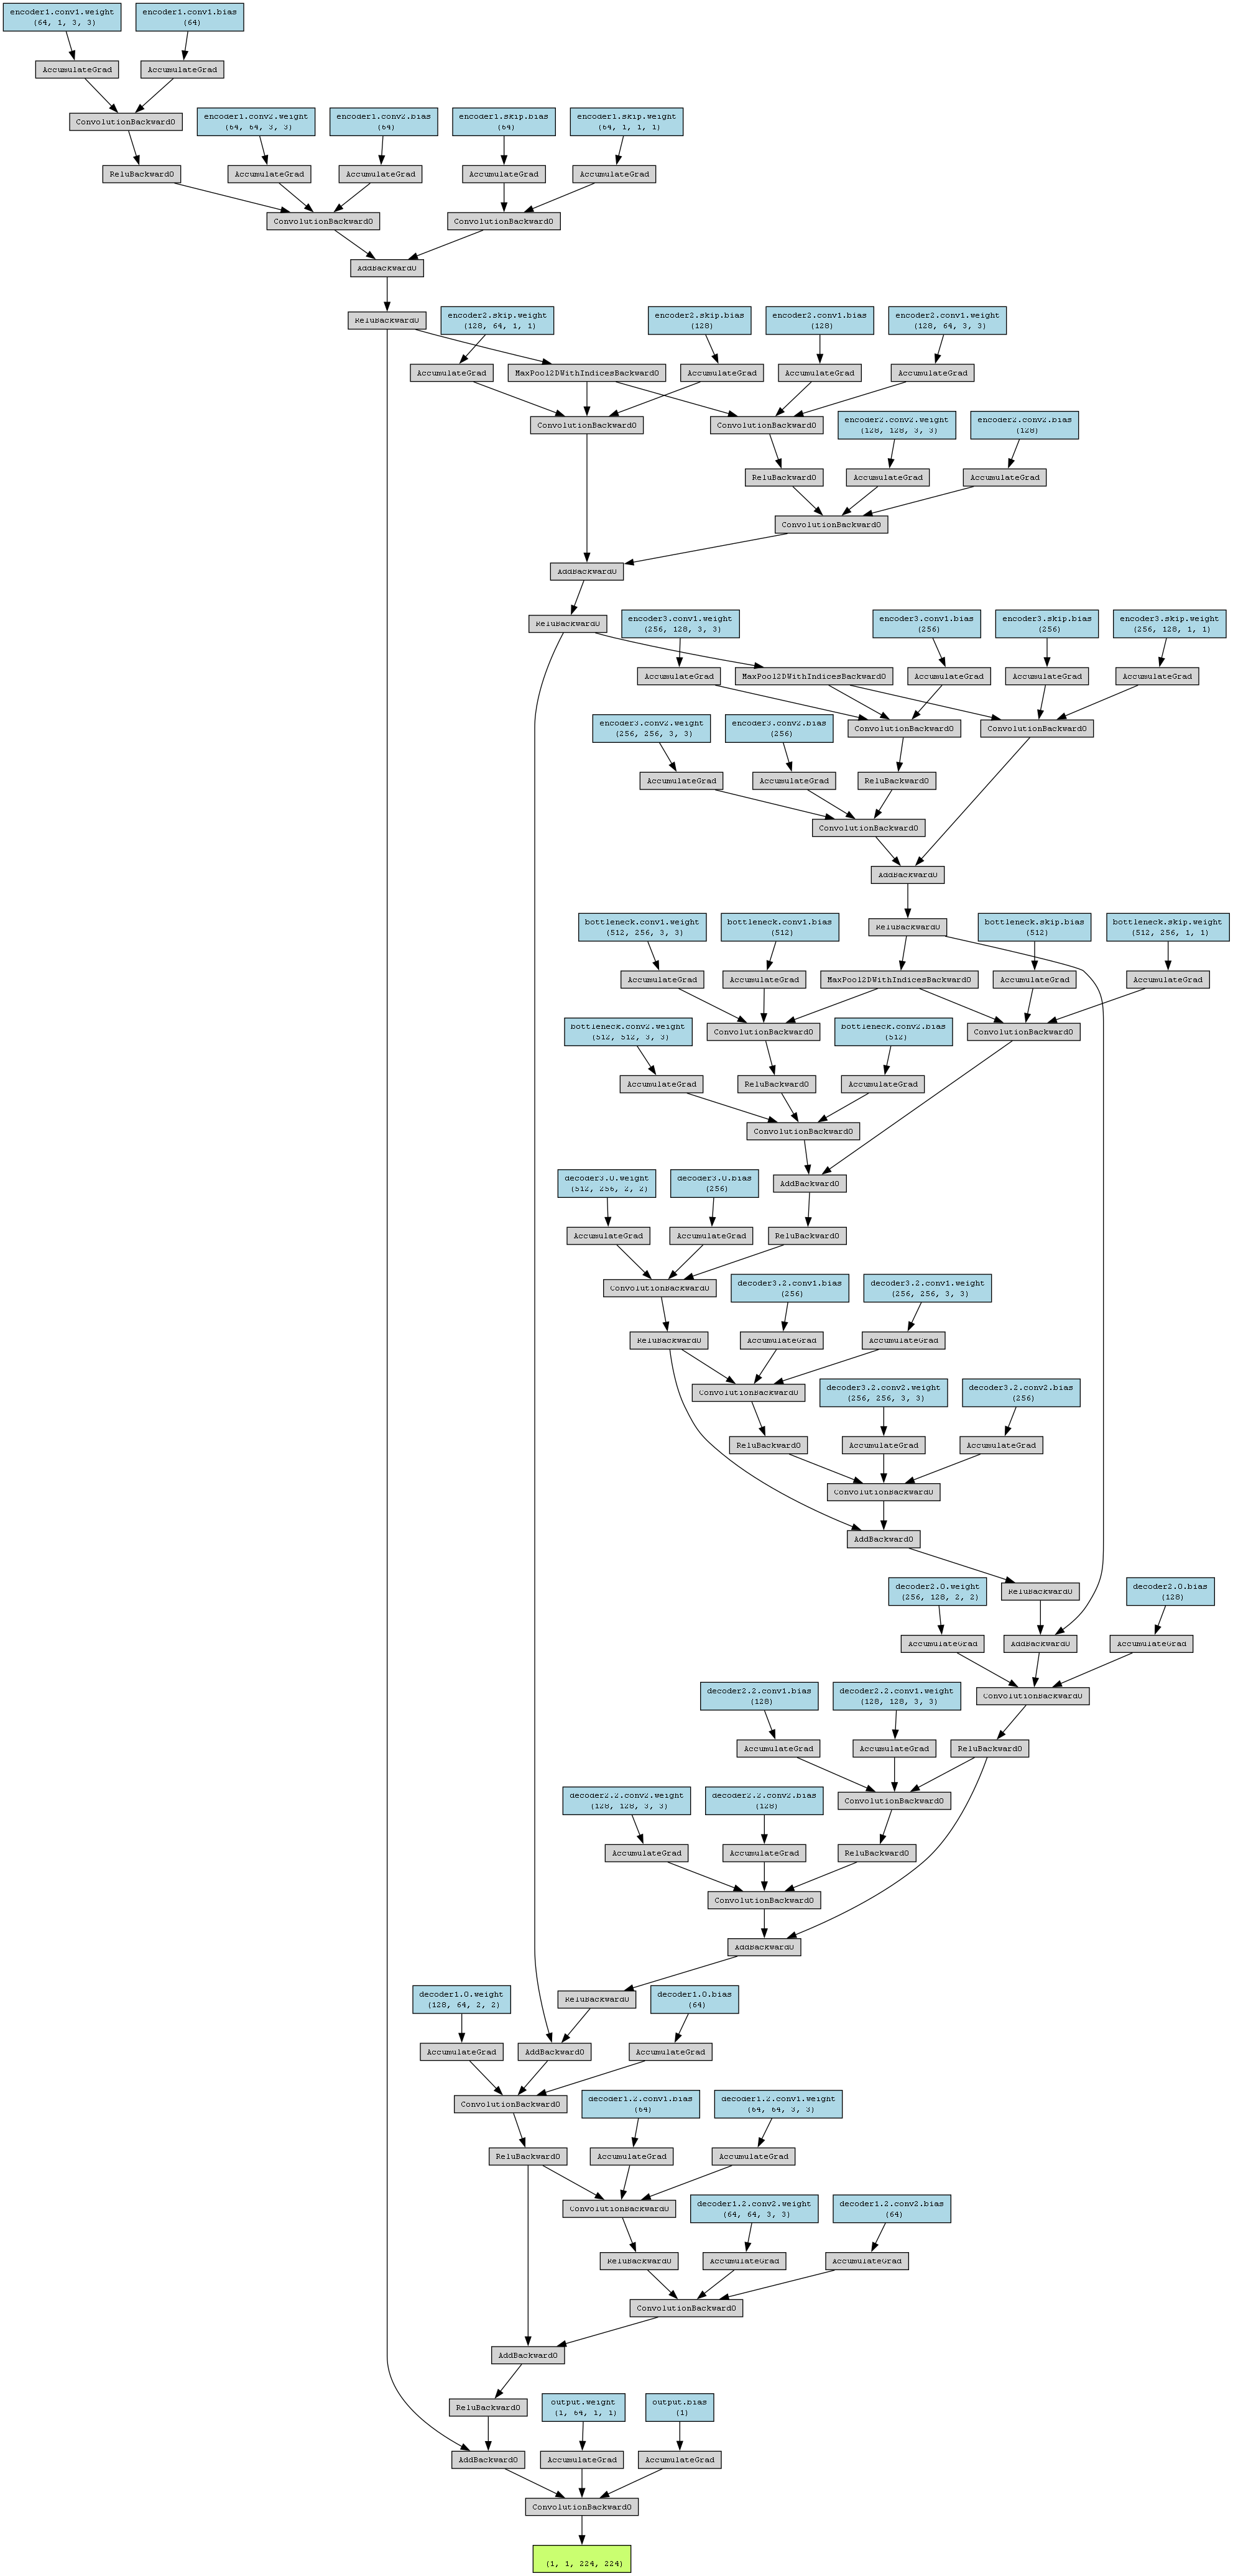 encoder1.conv1.weight
(64, 1, 3, 3)
encoder1.conv1.bias
(64)
AccumulateGrad
AccumulateGrad
ConvolutionBackward0
encoder1.conv2.weight
(64, 64, 3, 3)
encoder1.conv2.bias
(64)
encoder1.skip.bias
(64)
encoder1.skip.weight
(64, 1, 1, 1)
ReluBackward0
AccumulateGrad
AccumulateGrad
AccumulateGrad
AccumulateGrad
ConvolutionBackward0
ConvolutionBackward0
AddBackward0
ReluBackward0
encoder2.skip.weight
(128, 64, 1, 1)
encoder2.skip.bias
(128)
encoder2.conv1.bias
(128)
encoder2.conv1.weight
(128, 64, 3, 3)
AccumulateGrad
MaxPool2DWithIndicesBackward0
AccumulateGrad
AccumulateGrad
AccumulateGrad
ConvolutionBackward0
ConvolutionBackward0
encoder2.conv2.weight
(128, 128, 3, 3)
encoder2.conv2.bias
(128)
ReluBackward0
AccumulateGrad
AccumulateGrad
ConvolutionBackward0
AddBackward0
ReluBackward0
encoder3.conv1.weight
(256, 128, 3, 3)
encoder3.conv1.bias
(256)
encoder3.skip.bias
(256)
encoder3.skip.weight
(256, 128, 1, 1)
AccumulateGrad
MaxPool2DWithIndicesBackward0
AccumulateGrad
AccumulateGrad
AccumulateGrad
encoder3.conv2.weight
(256, 256, 3, 3)
encoder3.conv2.bias
(256)
ConvolutionBackward0
ConvolutionBackward0
AccumulateGrad
AccumulateGrad
ReluBackward0
ConvolutionBackward0
AddBackward0
bottleneck.conv1.weight
(512, 256, 3, 3)
bottleneck.conv1.bias
(512)
ReluBackward0
bottleneck.skip.bias
(512)
bottleneck.skip.weight
(512, 256, 1, 1)
AccumulateGrad
AccumulateGrad
MaxPool2DWithIndicesBackward0
AccumulateGrad
AccumulateGrad
bottleneck.conv2.weight
(512, 512, 3, 3)
ConvolutionBackward0
bottleneck.conv2.bias
(512)
ConvolutionBackward0
AccumulateGrad
ReluBackward0
AccumulateGrad
ConvolutionBackward0
decoder3.0.weight
(512, 256, 2, 2)
decoder3.0.bias
(256)
AddBackward0
AccumulateGrad
AccumulateGrad
ReluBackward0
ConvolutionBackward0
decoder3.2.conv1.bias
(256)
decoder3.2.conv1.weight
(256, 256, 3, 3)
ReluBackward0
AccumulateGrad
AccumulateGrad
ConvolutionBackward0
decoder3.2.conv2.weight
(256, 256, 3, 3)
decoder3.2.conv2.bias
(256)
ReluBackward0
AccumulateGrad
AccumulateGrad
ConvolutionBackward0
AddBackward0
decoder2.0.weight
(256, 128, 2, 2)
ReluBackward0
decoder2.0.bias
(128)
AccumulateGrad
AddBackward0
AccumulateGrad
decoder2.2.conv1.bias
(128)
decoder2.2.conv1.weight
(128, 128, 3, 3)
ConvolutionBackward0
AccumulateGrad
AccumulateGrad
ReluBackward0
decoder2.2.conv2.weight
(128, 128, 3, 3)
decoder2.2.conv2.bias
(128)
ConvolutionBackward0
AccumulateGrad
AccumulateGrad
ReluBackward0
ConvolutionBackward0
AddBackward0
decoder1.0.weight
(128, 64, 2, 2)
ReluBackward0
decoder1.0.bias
(64)
AccumulateGrad
AddBackward0
AccumulateGrad
ConvolutionBackward0
decoder1.2.conv1.bias
(64)
decoder1.2.conv1.weight
(64, 64, 3, 3)
ReluBackward0
AccumulateGrad
AccumulateGrad
ConvolutionBackward0
decoder1.2.conv2.weight
(64, 64, 3, 3)
decoder1.2.conv2.bias
(64)
ReluBackward0
AccumulateGrad
AccumulateGrad
ConvolutionBackward0
AddBackward0
ReluBackward0
output.weight
(1, 64, 1, 1)
output.bias
(1)
AddBackward0
AccumulateGrad
AccumulateGrad
ConvolutionBackward0
(1, 1, 224, 224)